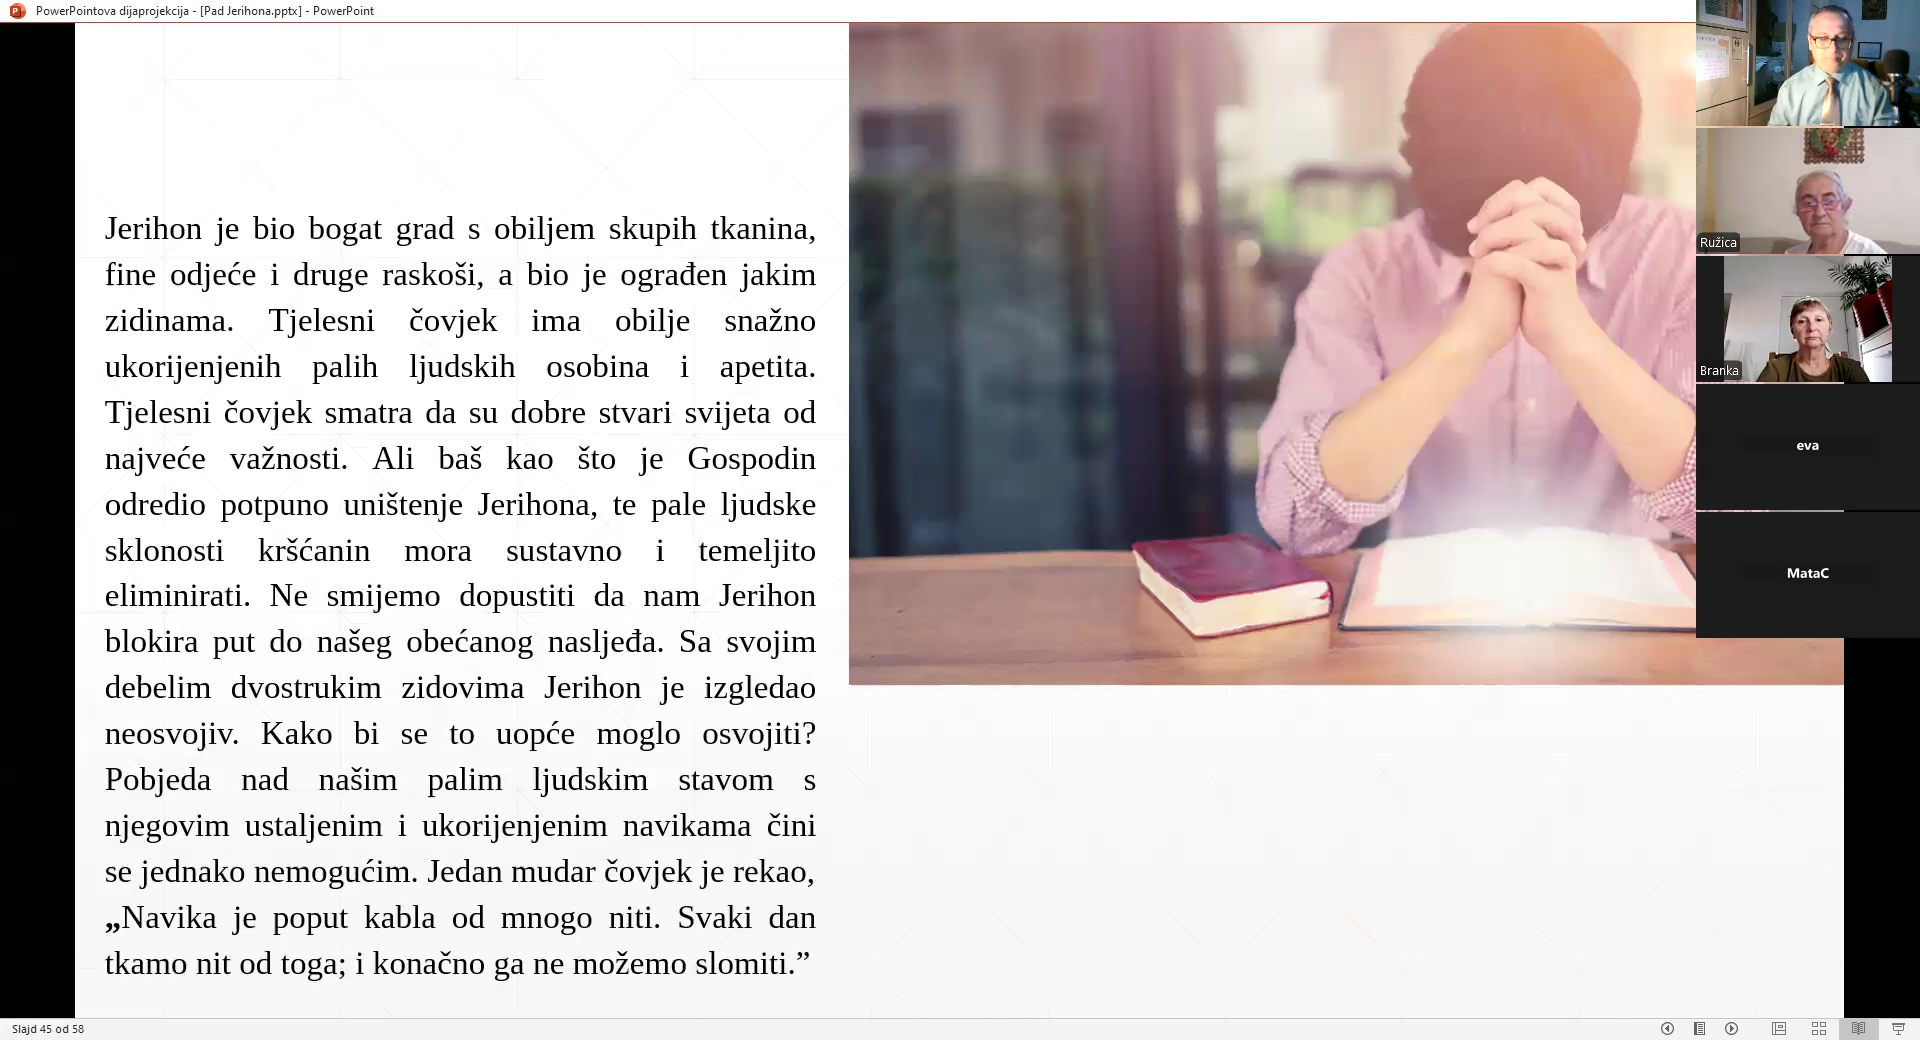 PowerPointova dijaprojekcija - [Pad Jerihona.pptx] - PowerPoint
Jerihon je bio bogat grad s obiljem skupih tkanina,
fine odjeće i druge raskoši, a bio je ograđen jakim
zidinama. Tjelesni čovjek ima obilje snažno
ukorijenjenih palih ljudskih osobina i apetita.
Tjelesni čovjek smatra da su dobre stvari svijeta od
najveće važnosti. Ali baš kao što je Gospodin
odredio potpuno uništenje Jerihona, te pale ljudske
sklonosti kršćanin mora sustavno i temeljito
eliminirati. Ne smijemo dopustiti da nam Jerihon
blokira put do našeg obećanog nasljeđa. Sa svojim
debelim dvostrukim zidovima Jerihon je izgledao
neosvojiv. Kako bi se to uopće moglo osvojiti?
Pobjeda nad našim palim ljudskim stavom s
njegovim ustaljenim i ukorijenjenim navikama čini
se jednako nemogućim. Jedan mudar čovjek je rekao,
„Navika je poput kabla od mnogo niti. Svaki dan
tkamo nit od toga; i konačno ga ne možemo slomiti.”
Ružica
Branka
eva
MataC
Slajd 45 od 58